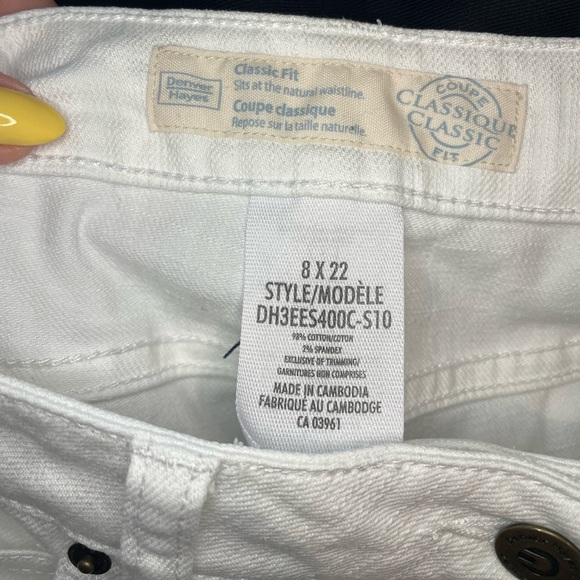 Denver
Hayes
Classic Fit
Sits at the natural waistline.
Coupe classique
Repose sur la taille naturelle.
COUPE
CLASSIQUE
CLASSIC
FIT
8 X 22
STYLE/MODÈLE
DH3EES400C-S10
98% COTTON/COTON
2% SPANDEX
EXCLUSIVE OF TRIMMING/
GARNITURES NON COMPRISES
MADE IN CAMBODIA
FABRIQUÉ AU CAMBODGE
CA 03961